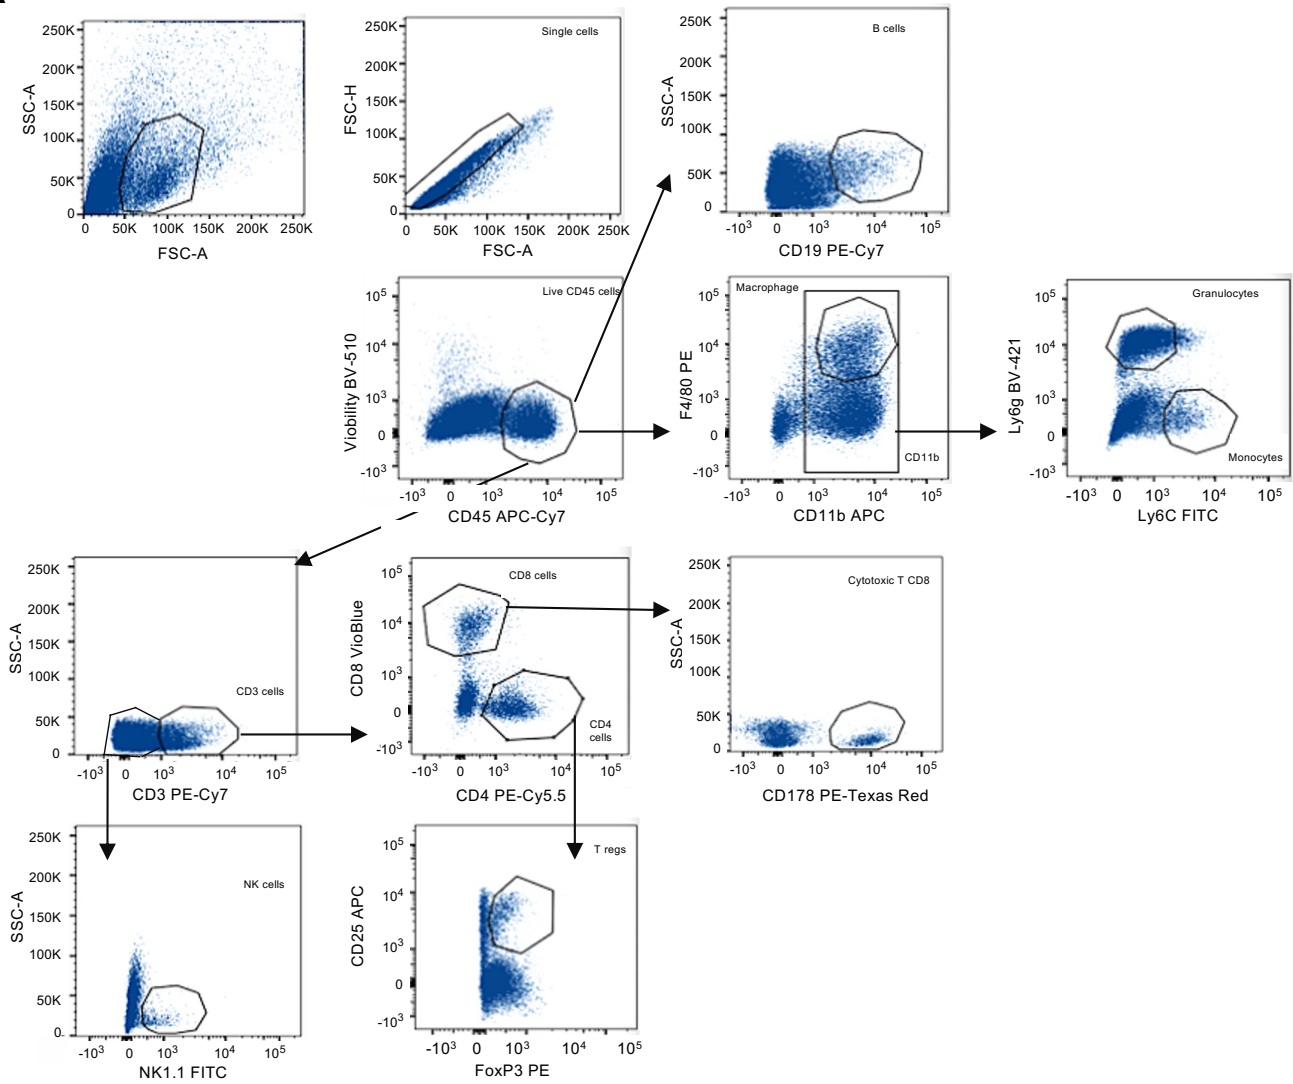 250K
200K
150K
100K
50K
0
SSC-A
0 50K 100K 150K 200K 250K
FSC-A
Single cells
250K
200K
150K
100K
50K
0
FSC-H
0 50K 100K 150K 200K 250K
FSC-A
B cells
250K
200K
150K
100K
50K
0
SSC-A
-10³ 0 10³ 10⁴ 10⁵
CD19 PE-Cy7
Live CD45 cells
10⁵
10⁴
10³
0
-10³
Viobility BV-510
-10³ 0 10³ 10⁴ 10⁵
CD45 APC-Cy7
Macrophage
10⁵
10⁴
10³
0
-10³
F4/80 PE
CD11b
-10³ 0 10³ 10⁴ 10⁵
CD11b APC
Granulocytes
10⁵
10⁴
10³
0
-10³
Ly6g BV-421
Monocytes
-10³ 0 10³ 10⁴ 10⁵
Ly6C FITC
250K
200K
150K
100K
50K
0
SSC-A
CD3 cells
-10³ 0 10³ 10⁴ 10⁵
CD3 PE-Cy7
CD8 cells
10⁵
10⁴
10³
0
-10³
CD8 VioBlue
CD4
cells
-10³ 0 10³ 10⁴ 10⁵
CD4 PE-Cy5.5
Cytotoxic T CD8
250K
200K
150K
100K
50K
0
SSC-A
-10³ 0 10³ 10⁴ 10⁵
CD178 PE-Texas Red
NK cells
250K
200K
150K
100K
50K
0
SSC-A
-10³ 0 10³ 10⁴ 10⁵
NK1.1 FITC
T regs
10⁵
10⁴
10³
0
-10³
CD25 APC
-10³ 0 10³ 10⁴ 10⁵
FoxP3 PE